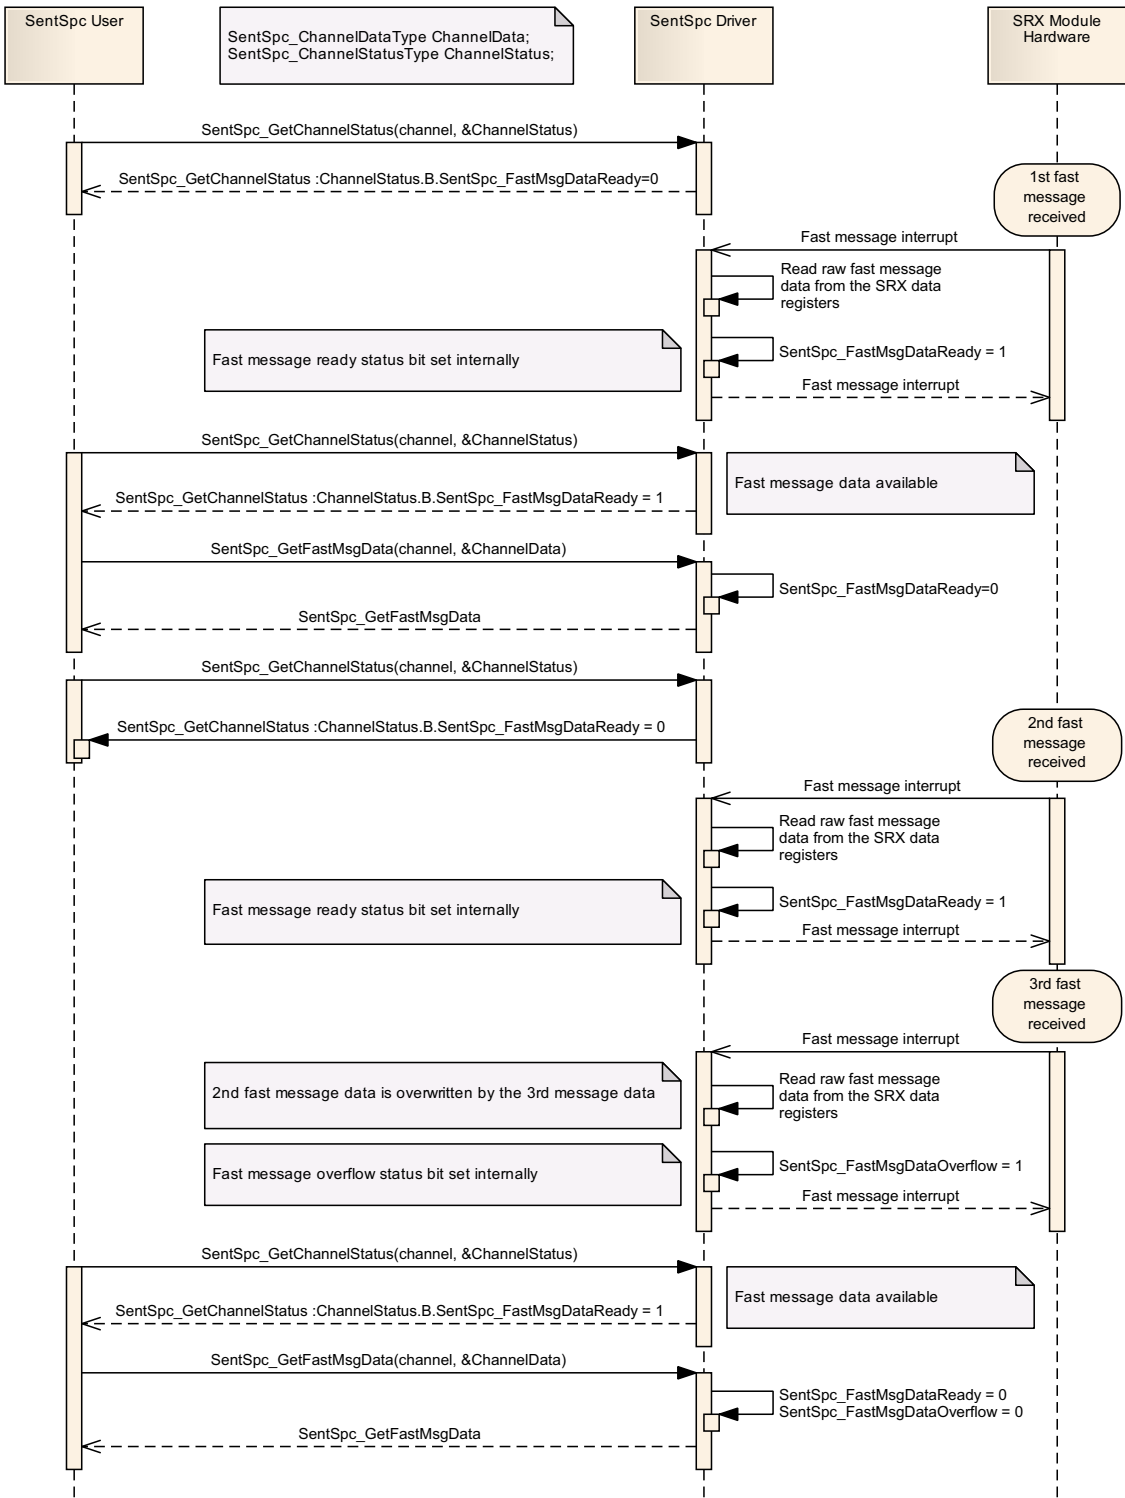 SentSpc User
SentSpc_ChannelDataType ChannelData;
SentSpc_ChannelStatusType ChannelStatus;
SentSpc Driver
SRX Module
Hardware
SentSpc_GetChannelStatus(channel, &ChannelStatus)
SentSpc_GetChannelStatus :ChannelStatus.B.SentSpc_FastMsgDataReady=0
1st fast
message
received
Fast message interrupt
Read raw fast message
data from the SRX data
registers
Fast message ready status bit set internally
SentSpc_FastMsgDataReady = 1
Fast message interrupt
SentSpc_GetChannelStatus(channel, &ChannelStatus)
Fast message data available
SentSpc_GetChannelStatus :ChannelStatus.B.SentSpc_FastMsgDataReady = 1
SentSpc_GetFastMsgData(channel, &ChannelData)
SentSpc_FastMsgDataReady=0
SentSpc_GetFastMsgData
SentSpc_GetChannelStatus(channel, &ChannelStatus)
SentSpc_GetChannelStatus :ChannelStatus.B.SentSpc_FastMsgDataReady = 0
2nd fast
message
received
Fast message interrupt
Read raw fast message
data from the SRX data
registers
Fast message ready status bit set internally
SentSpc_FastMsgDataReady = 1
Fast message interrupt
3rd fast
message
received
Fast message interrupt
2nd fast message data is overwritten by the 3rd message data
Read raw fast message
data from the SRX data
registers
Fast message overflow status bit set internally
SentSpc_FastMsgDataOverflow = 1
Fast message interrupt
SentSpc_GetChannelStatus(channel, &ChannelStatus)
Fast message data available
SentSpc_GetChannelStatus :ChannelStatus.B.SentSpc_FastMsgDataReady = 1
SentSpc_GetFastMsgData(channel, &ChannelData)
SentSpc_FastMsgDataReady = 0
SentSpc_FastMsgDataOverflow = 0
SentSpc_GetFastMsgData